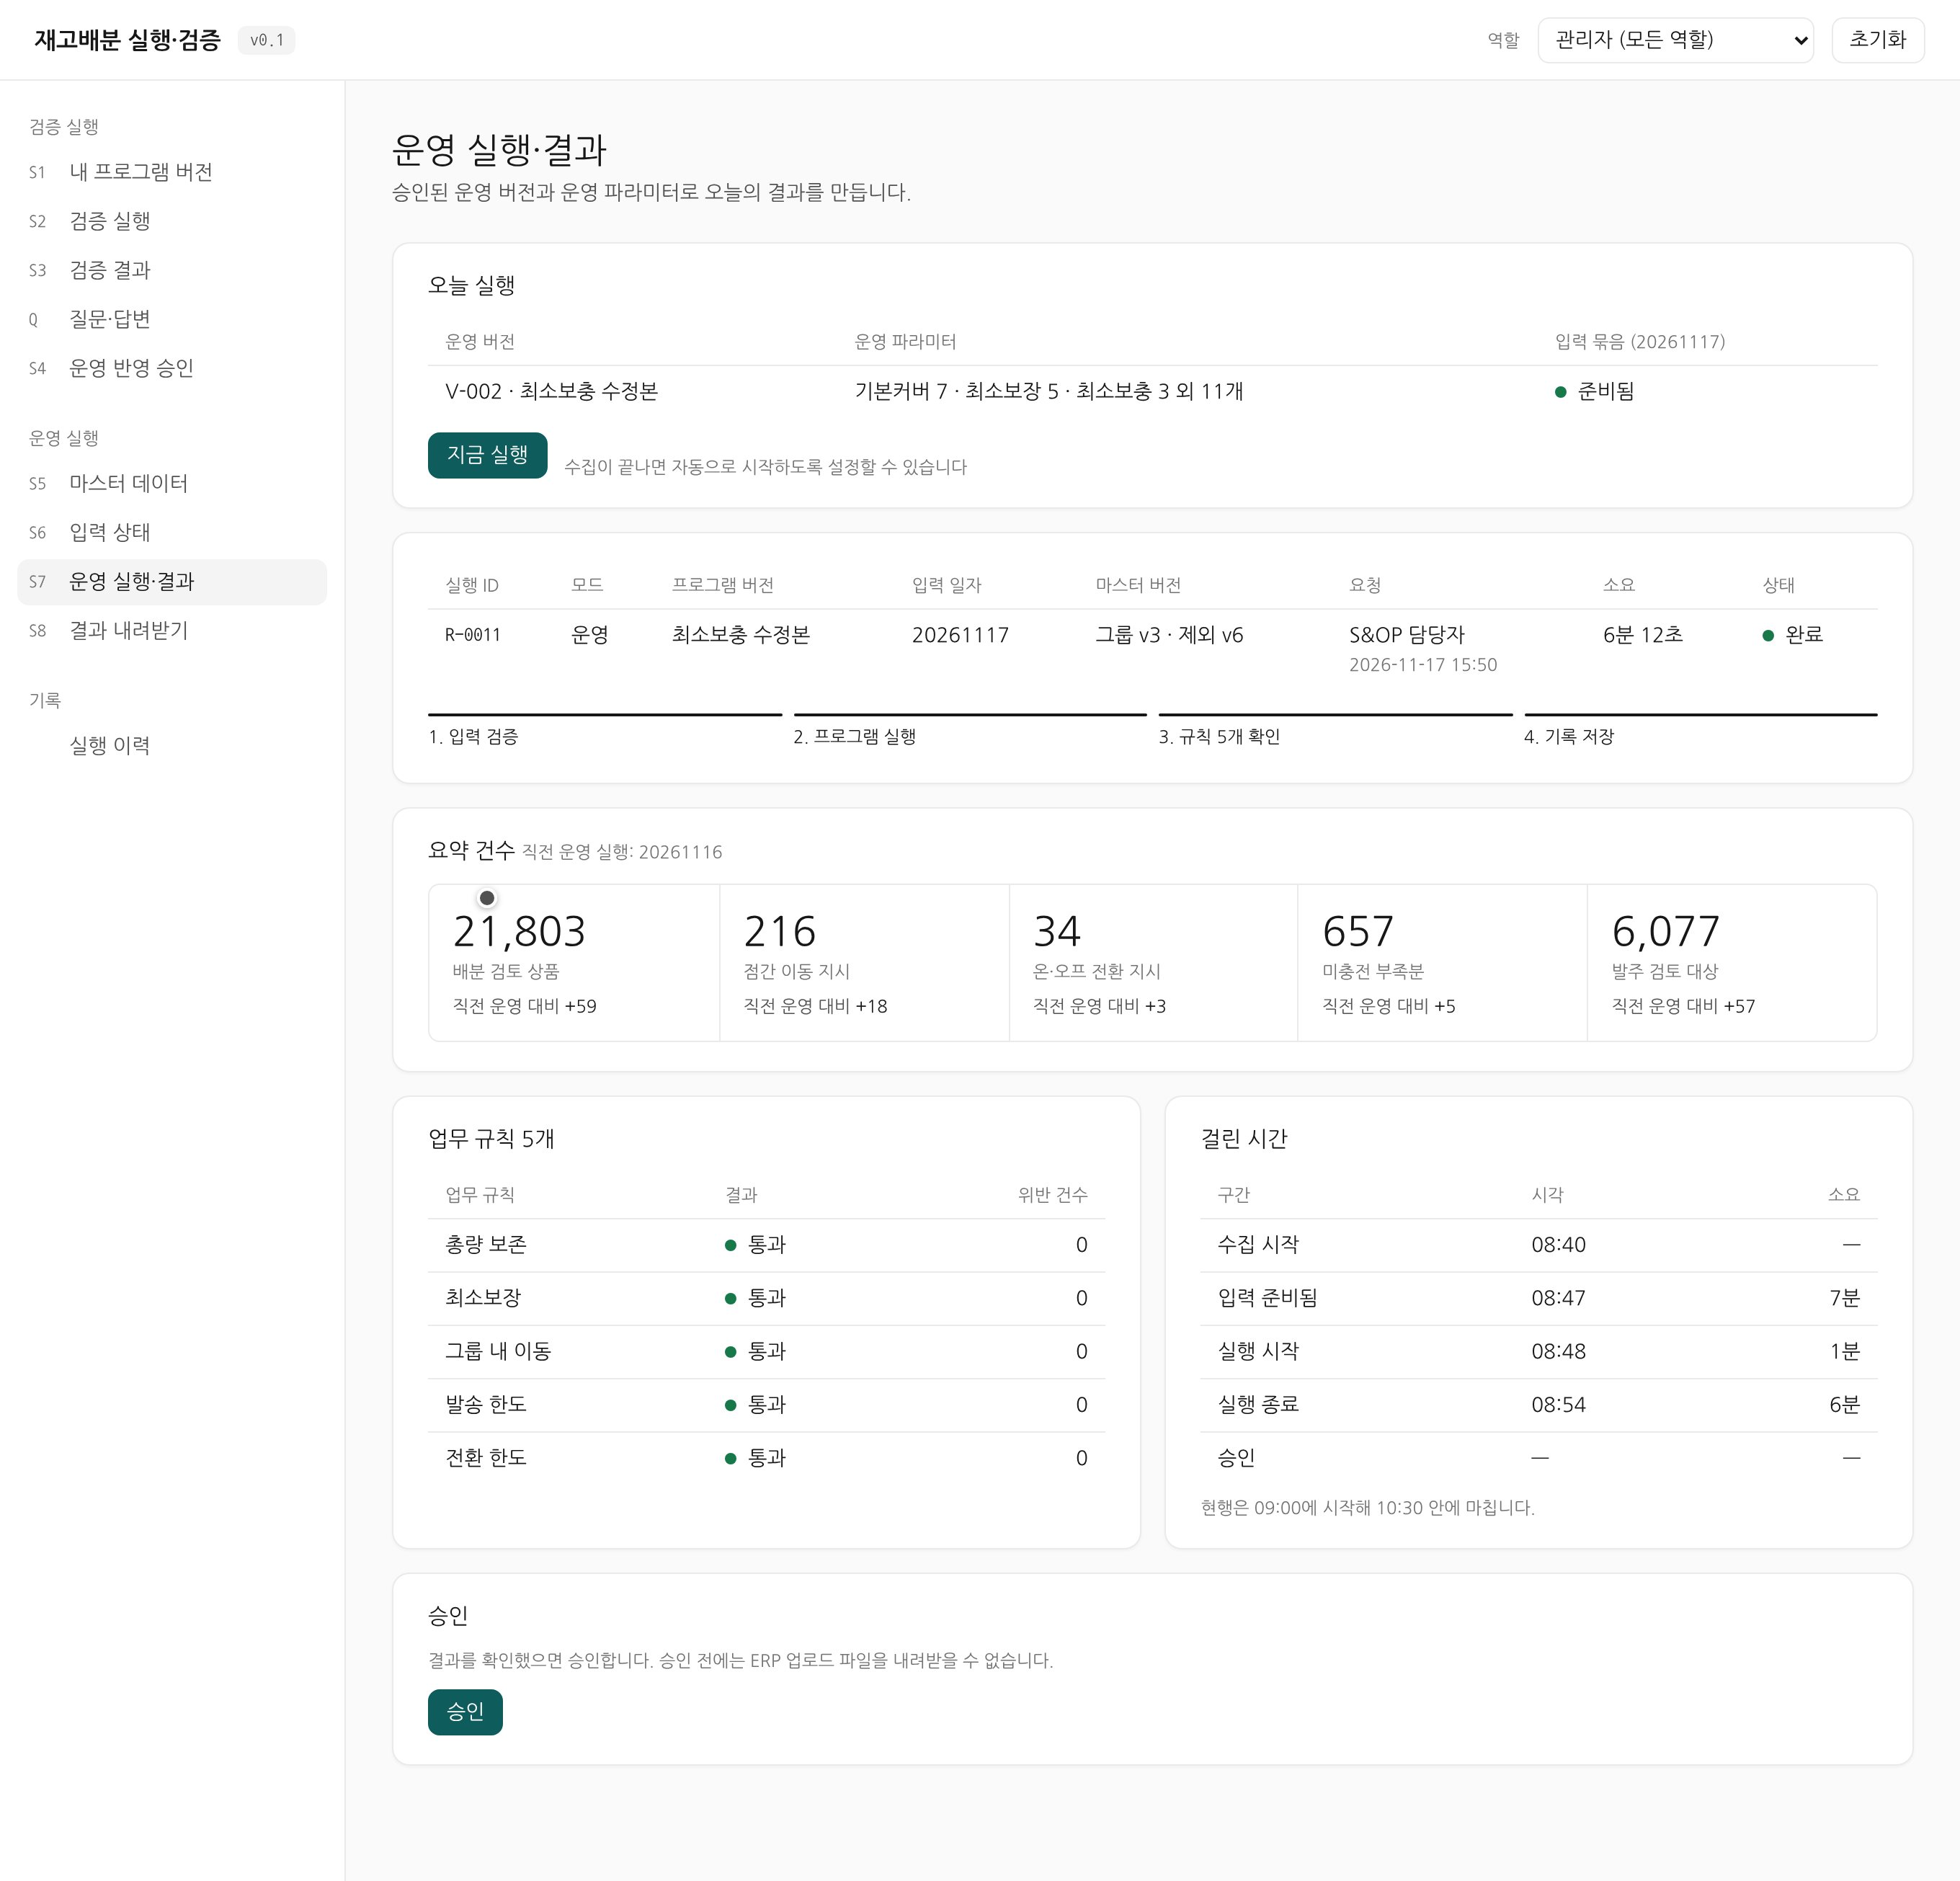 재고배분 실행·검증 v0.1
역할 관리자 (모든 역할) 초기화
검증 실행
S1 내 프로그램 버전
S2 검증 실행
S3 검증 결과
Q 질문·답변
S4 운영 반영 승인
운영 실행
S5 마스터 데이터
S6 입력 상태
S7 운영 실행·결과
S8 결과 내려받기
기록
실행 이력
운영 실행·결과
승인된 운영 버전과 운영 파라미터로 오늘의 결과를 만듭니다.
오늘 실행
운영 버전 운영 파라미터 입력 묶음 (20261117)
V-002 · 최소보충 수정본 기본커버 7 · 최소보장 5 · 최소보충 3 외 11개 준비됨
지금 실행 수집이 끝나면 자동으로 시작하도록 설정할 수 있습니다
실행 ID 모드 프로그램 버전 입력 일자 마스터 버전 요청 소요 상태
R-0011 운영 최소보충 수정본 20261117 그룹 v3 · 제외 v6 S&OP 담당자 6분 12초 완료
2026-11-17 15:50
1. 입력 검증 2. 프로그램 실행 3. 규칙 5개 확인 4. 기록 저장
요약 건수 직전 운영 실행: 20261116
21,803 216 34 657 6,077
배분 검토 상품 점간 이동 지시 온·오프 전환 지시 미충전 부족분 발주 검토 대상
직전 운영 대비 +59 직전 운영 대비 +18 직전 운영 대비 +3 직전 운영 대비 +5 직전 운영 대비 +57
업무 규칙 5개
업무 규칙 결과 위반 건수
총량 보존 통과 0
최소보장 통과 0
그룹 내 이동 통과 0
발송 한도 통과 0
전환 한도 통과 0
걸린 시간
구간 시각 소요
수집 시작 08:40 —
입력 준비됨 08:47 7분
실행 시작 08:48 1분
실행 종료 08:54 6분
승인 — —
현행은 09:00에 시작해 10:30 안에 마칩니다.
승인
결과를 확인했으면 승인합니다. 승인 전에는 ERP 업로드 파일을 내려받을 수 없습니다.
승인